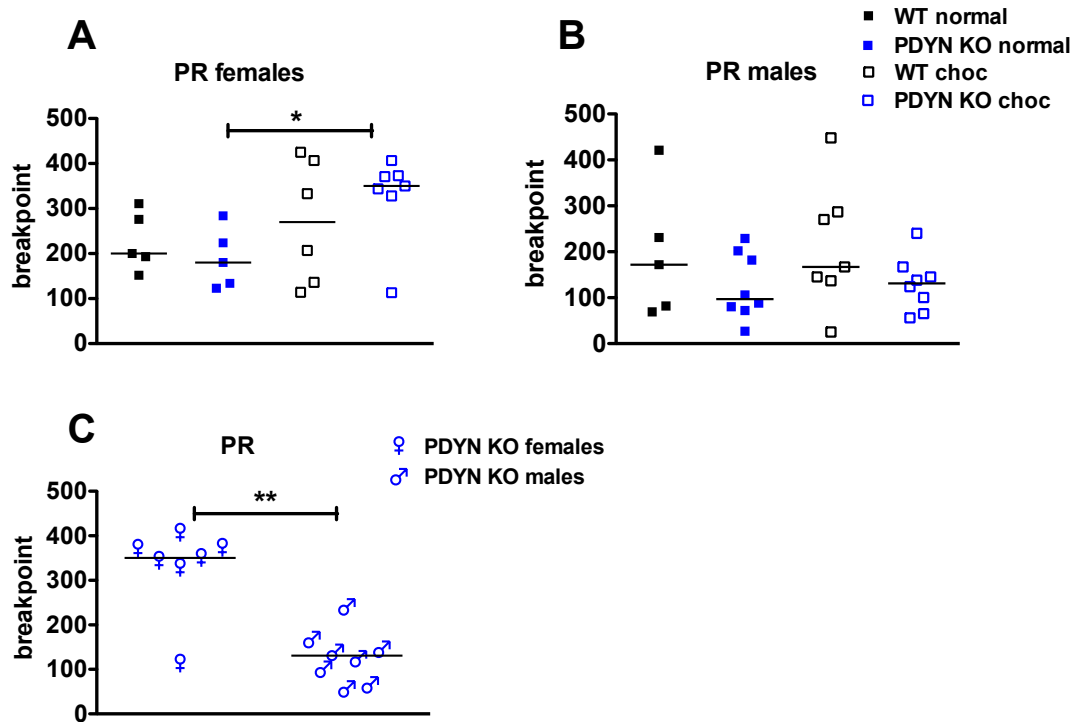 A
PR females
breakpoint
500
400
300
200
100
0
*
B
PR males
breakpoint
500
400
300
200
100
0
WT normal
PDYN KO normal
WT choc
PDYN KO choc
C
PR
breakpoint
500
400
300
200
100
0
**
♀ PDYN KO females
♂ PDYN KO males